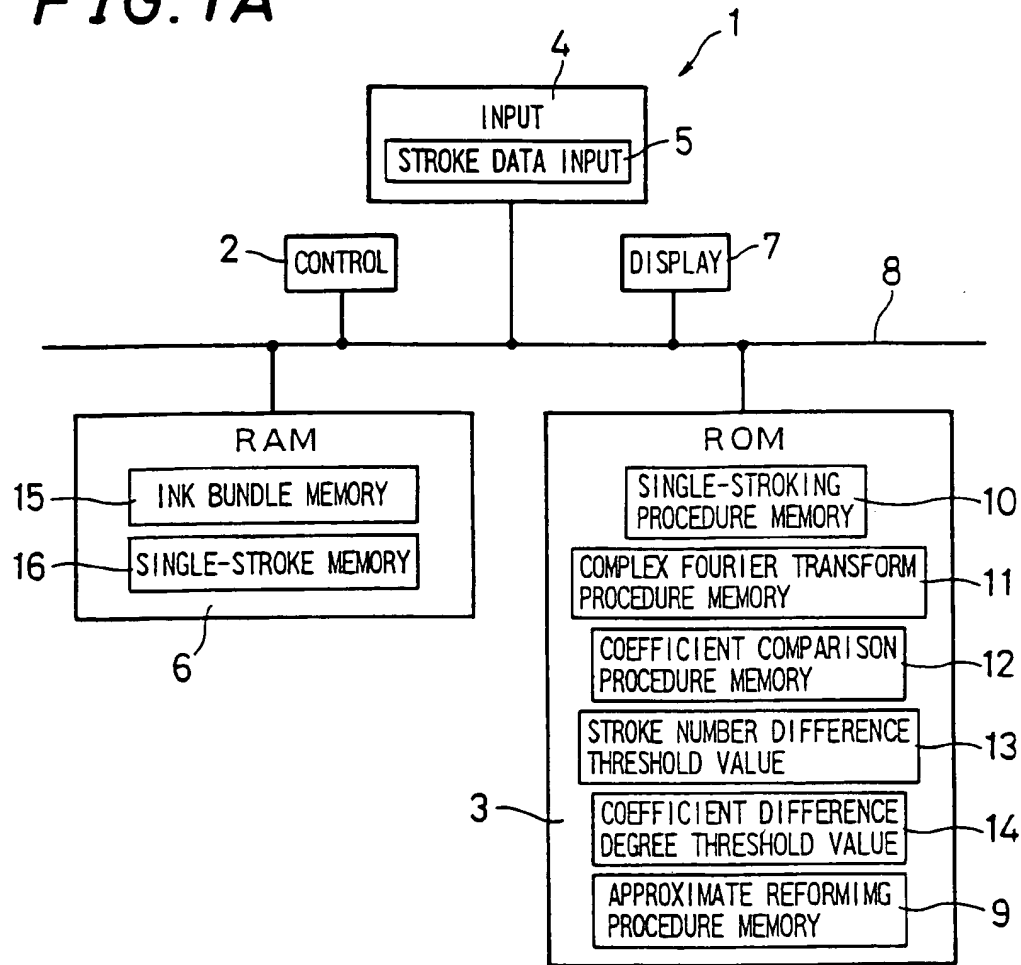 FIG. 1A
1
4
INPUT
STROKE DATA INPUT
5
2
CONTROL
DISPLAY
7
8
RAM
15
INK BUNDLE MEMORY
16
SINGLE-STROKE MEMORY
6
ROM
SINGLE-STROKING
PROCEDURE MEMORY
10
COMPLEX FOURIER TRANSFORM
PROCEDURE MEMORY
11
COEFFICIENT COMPARISON
PROCEDURE MEMORY
12
STROKE NUMBER DIFFERENCE
THRESHOLD VALUE
13
3
COEFFICIENT DIFFERENCE
DEGREE THRESHOLD VALUE
14
APPROXIMATE REFORMIMG
PROCEDURE MEMORY
9